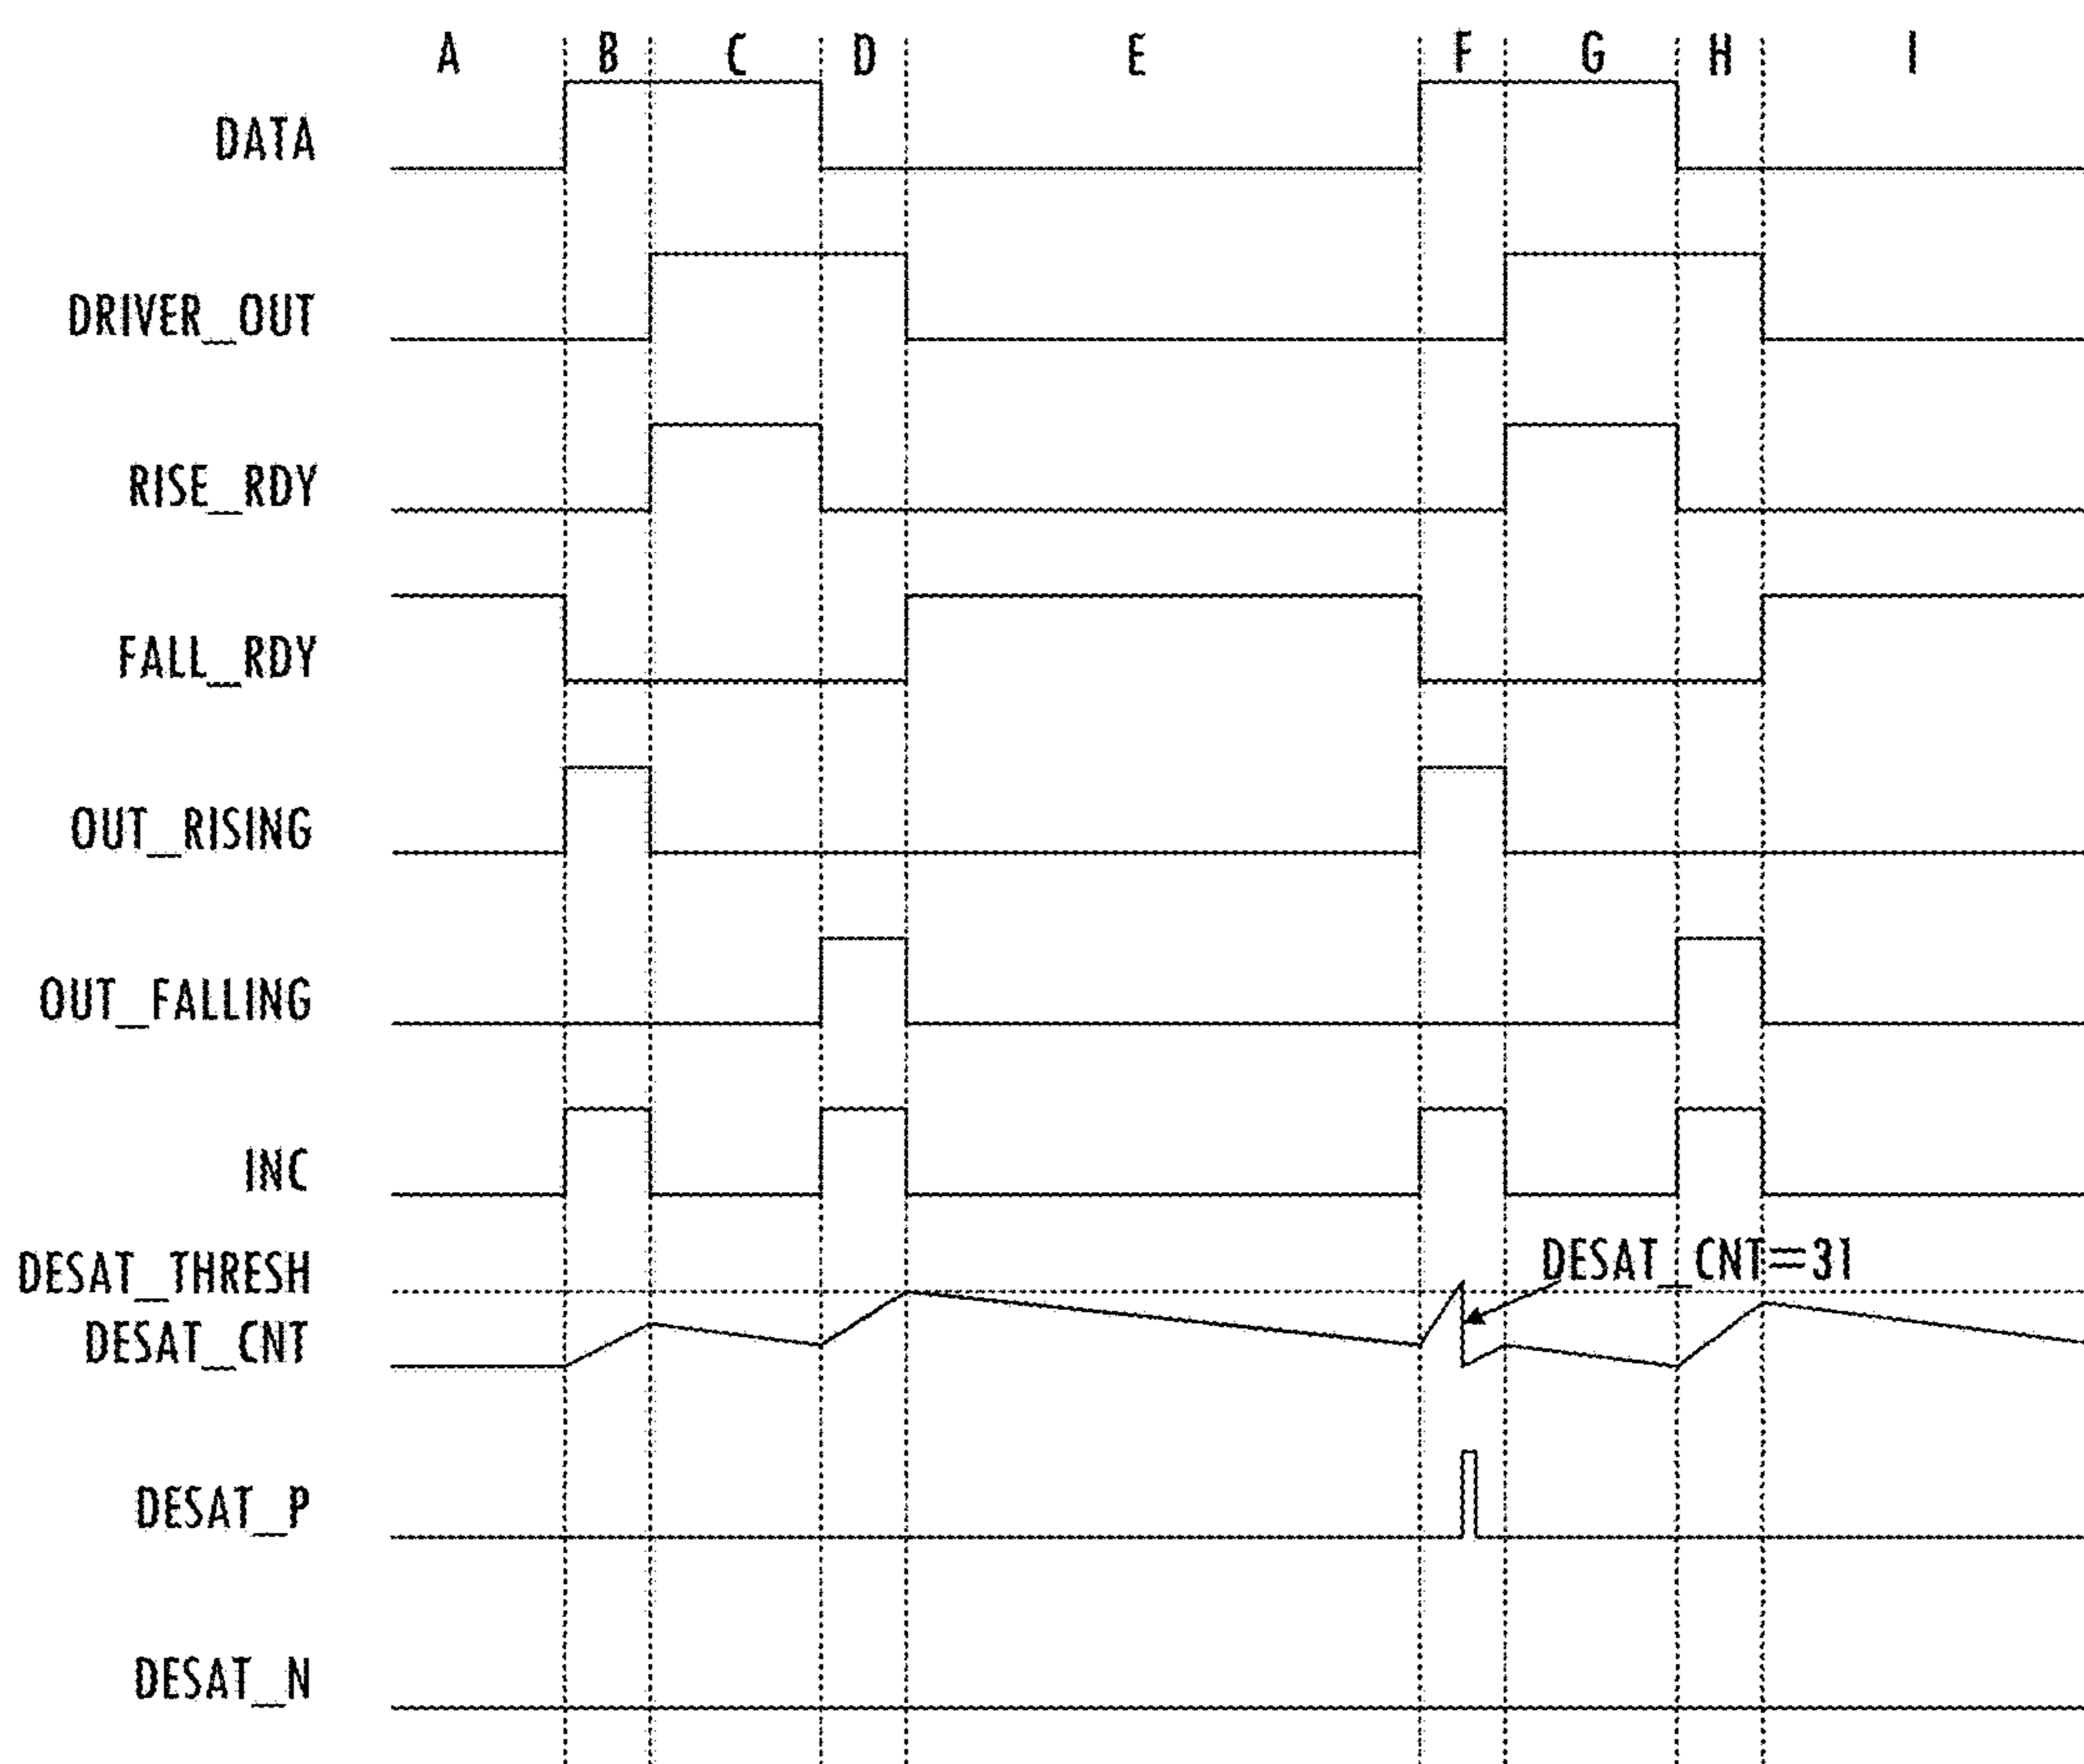 A B C D E F G H I
DATA
DRIVER_OUT
RISE_RDY
FALL_RDY
OUT_RISING
OUT_FALLING
INC
DESAT_CNT=31
DESAT_THRESH
DESAT_CNT
DESAT_P
DESAT_N